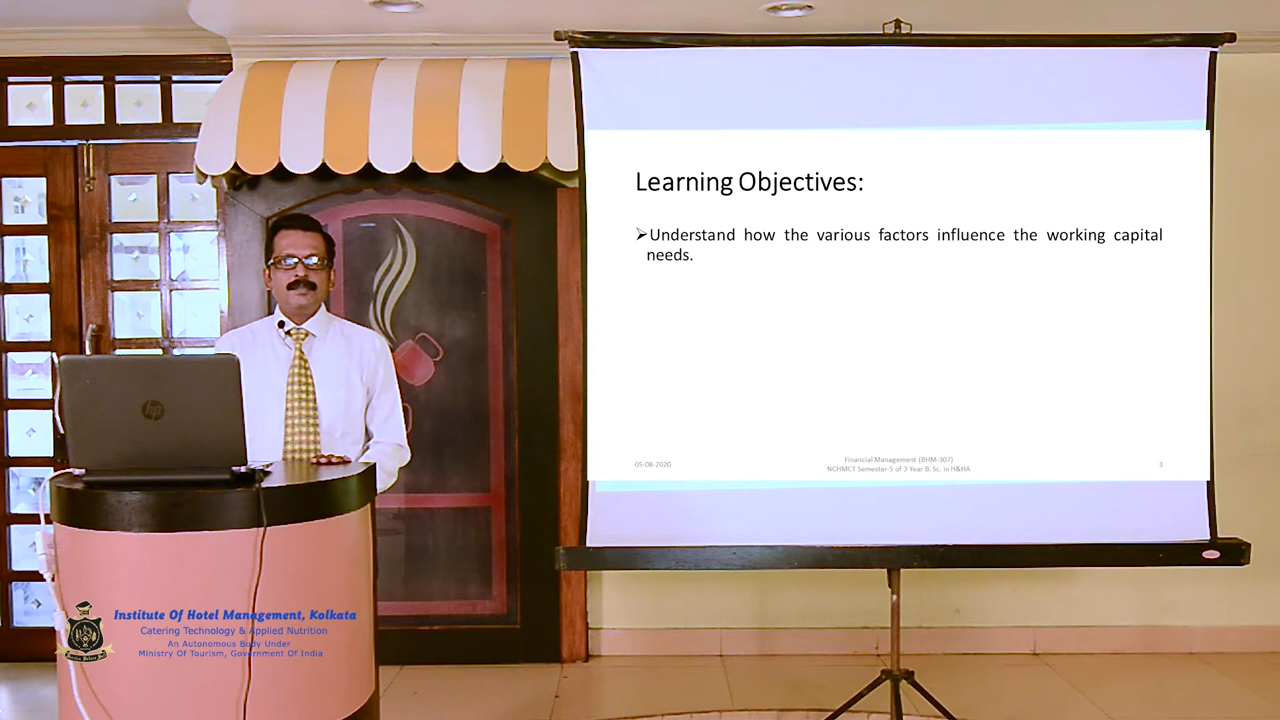 Learning Objectives:
➢Understand how the various factors influence the working capital
needs.
05-08-2020
Financial Management (BHM-307)
NCHMCT Semester-5 of 3 Year B. Sc. in H&HA
3
hp
Institute Of Hotel Management, Kolkata
Catering Technology & Applied Nutrition
An Autonomous Body Under
Ministry Of Tourism, Government Of India